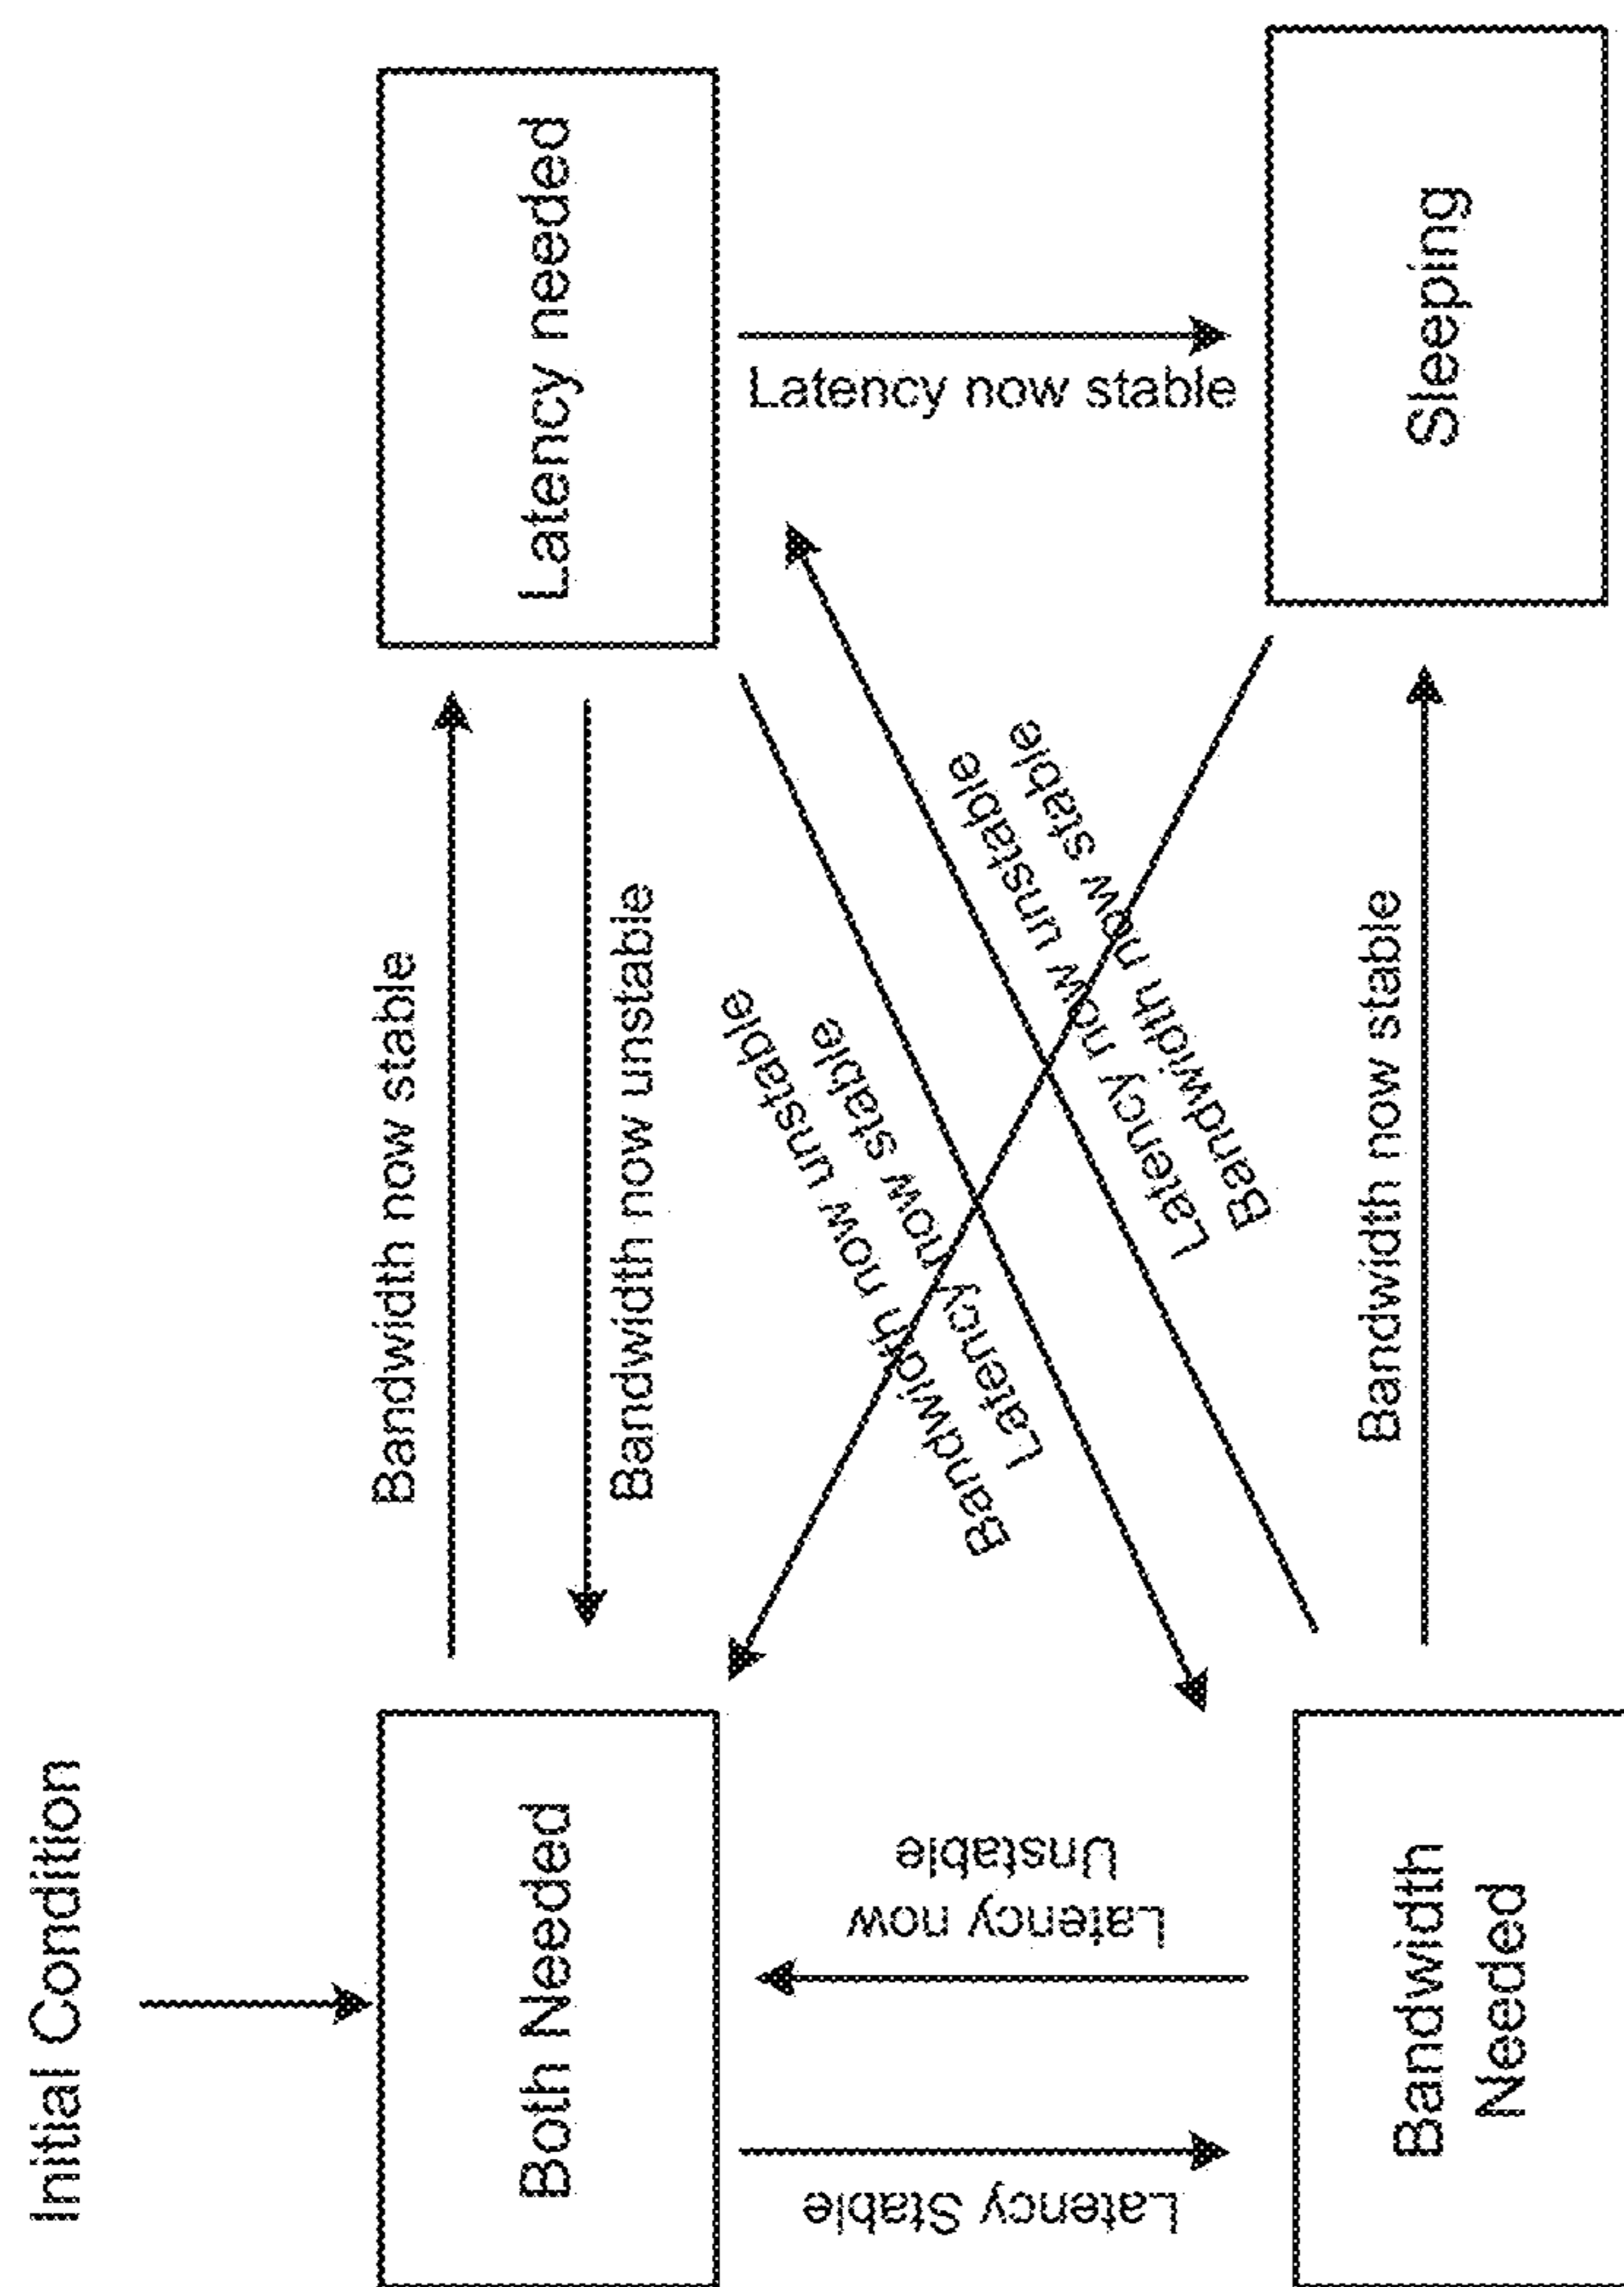 Initial Condition
Both Needed
Bandwidth now stable
Bandwidth now unstable
Latency needed
Latency Stable
Latency now
Unstable
Bandwidth now unstable
Latency now stable
Latency now unstable
Bandwidth now stable
Latency now stable
Bandwidth
Needed
Bandwidth now stable
Sleeping